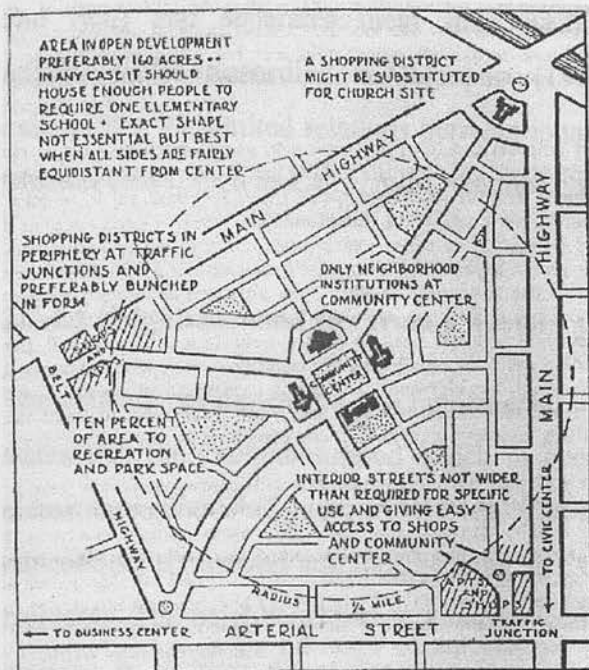 AREA IN OPEN DEVELOPMENT
PREFERABLY 160 ACRES ··
IN ANY CASE IT SHOULD
HOUSE ENOUGH PEOPLE TO
REQUIRE ONE ELEMENTARY
SCHOOL · EXACT SHAPE
NOT ESSENTIAL BUT BEST
WHEN ALL SIDES ARE FAIRLY
EQUIDISTANT FROM CENTER
A SHOPPING DISTRICT
MIGHT BE SUBSTITUTED
FOR CHURCH SITE
MAIN HIGHWAY
HIGHWAY
MAIN
SHOPPING DISTRICTS IN
PERIPHERY AT TRAFFIC
JUNCTIONS AND
PREFERABLY BUNCHED
IN FORM
ONLY NEIGHBORHOOD
INSTITUTIONS AT
COMMUNITY CENTER
COMMUNITY
CENTER
BELT
TEN PERCENT
OF AREA TO
RECREATION
AND PARK SPACE
HIGHWAY
INTERIOR STREETS NOT WIDER
THAN REQUIRED FOR SPECIFIC
USE AND GIVING EASY
ACCESS TO SHOPS
AND COMMUNITY
CENTER
TO CIVIC CENTER
RADIUS 1/4 MILE
TRAFFIC
JUNCTION
← TO BUSINESS CENTER ARTERIAL STREET